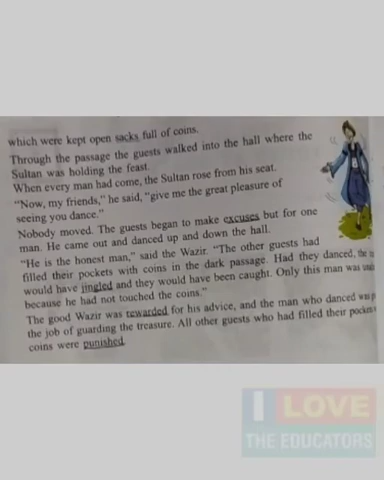 which were kept open sacks full of coins.
Through the passage the guests walked into the hall where the
Sultan was holding the feast.
When every man had come, the Sultan rose from his seat.
"Now, my friends," he said, "give me the great pleasure of
seeing you dance."
Nobody moved. The guests began to make excuses but for one
man. He came out and danced up and down the hall.
"He is the honest man," said the Wazir. "The other guests had
filled their pockets with coins in the dark passage. Had they danced, the
would have jingled and they would have been caught. Only this man was
because he had not touched the coins."
The good Wazir was rewarded for his advice, and the man who danced was
the job of guarding the treasure. All other guests who had filled their
coins were punished.
I LOVE
THE EDUCATORS